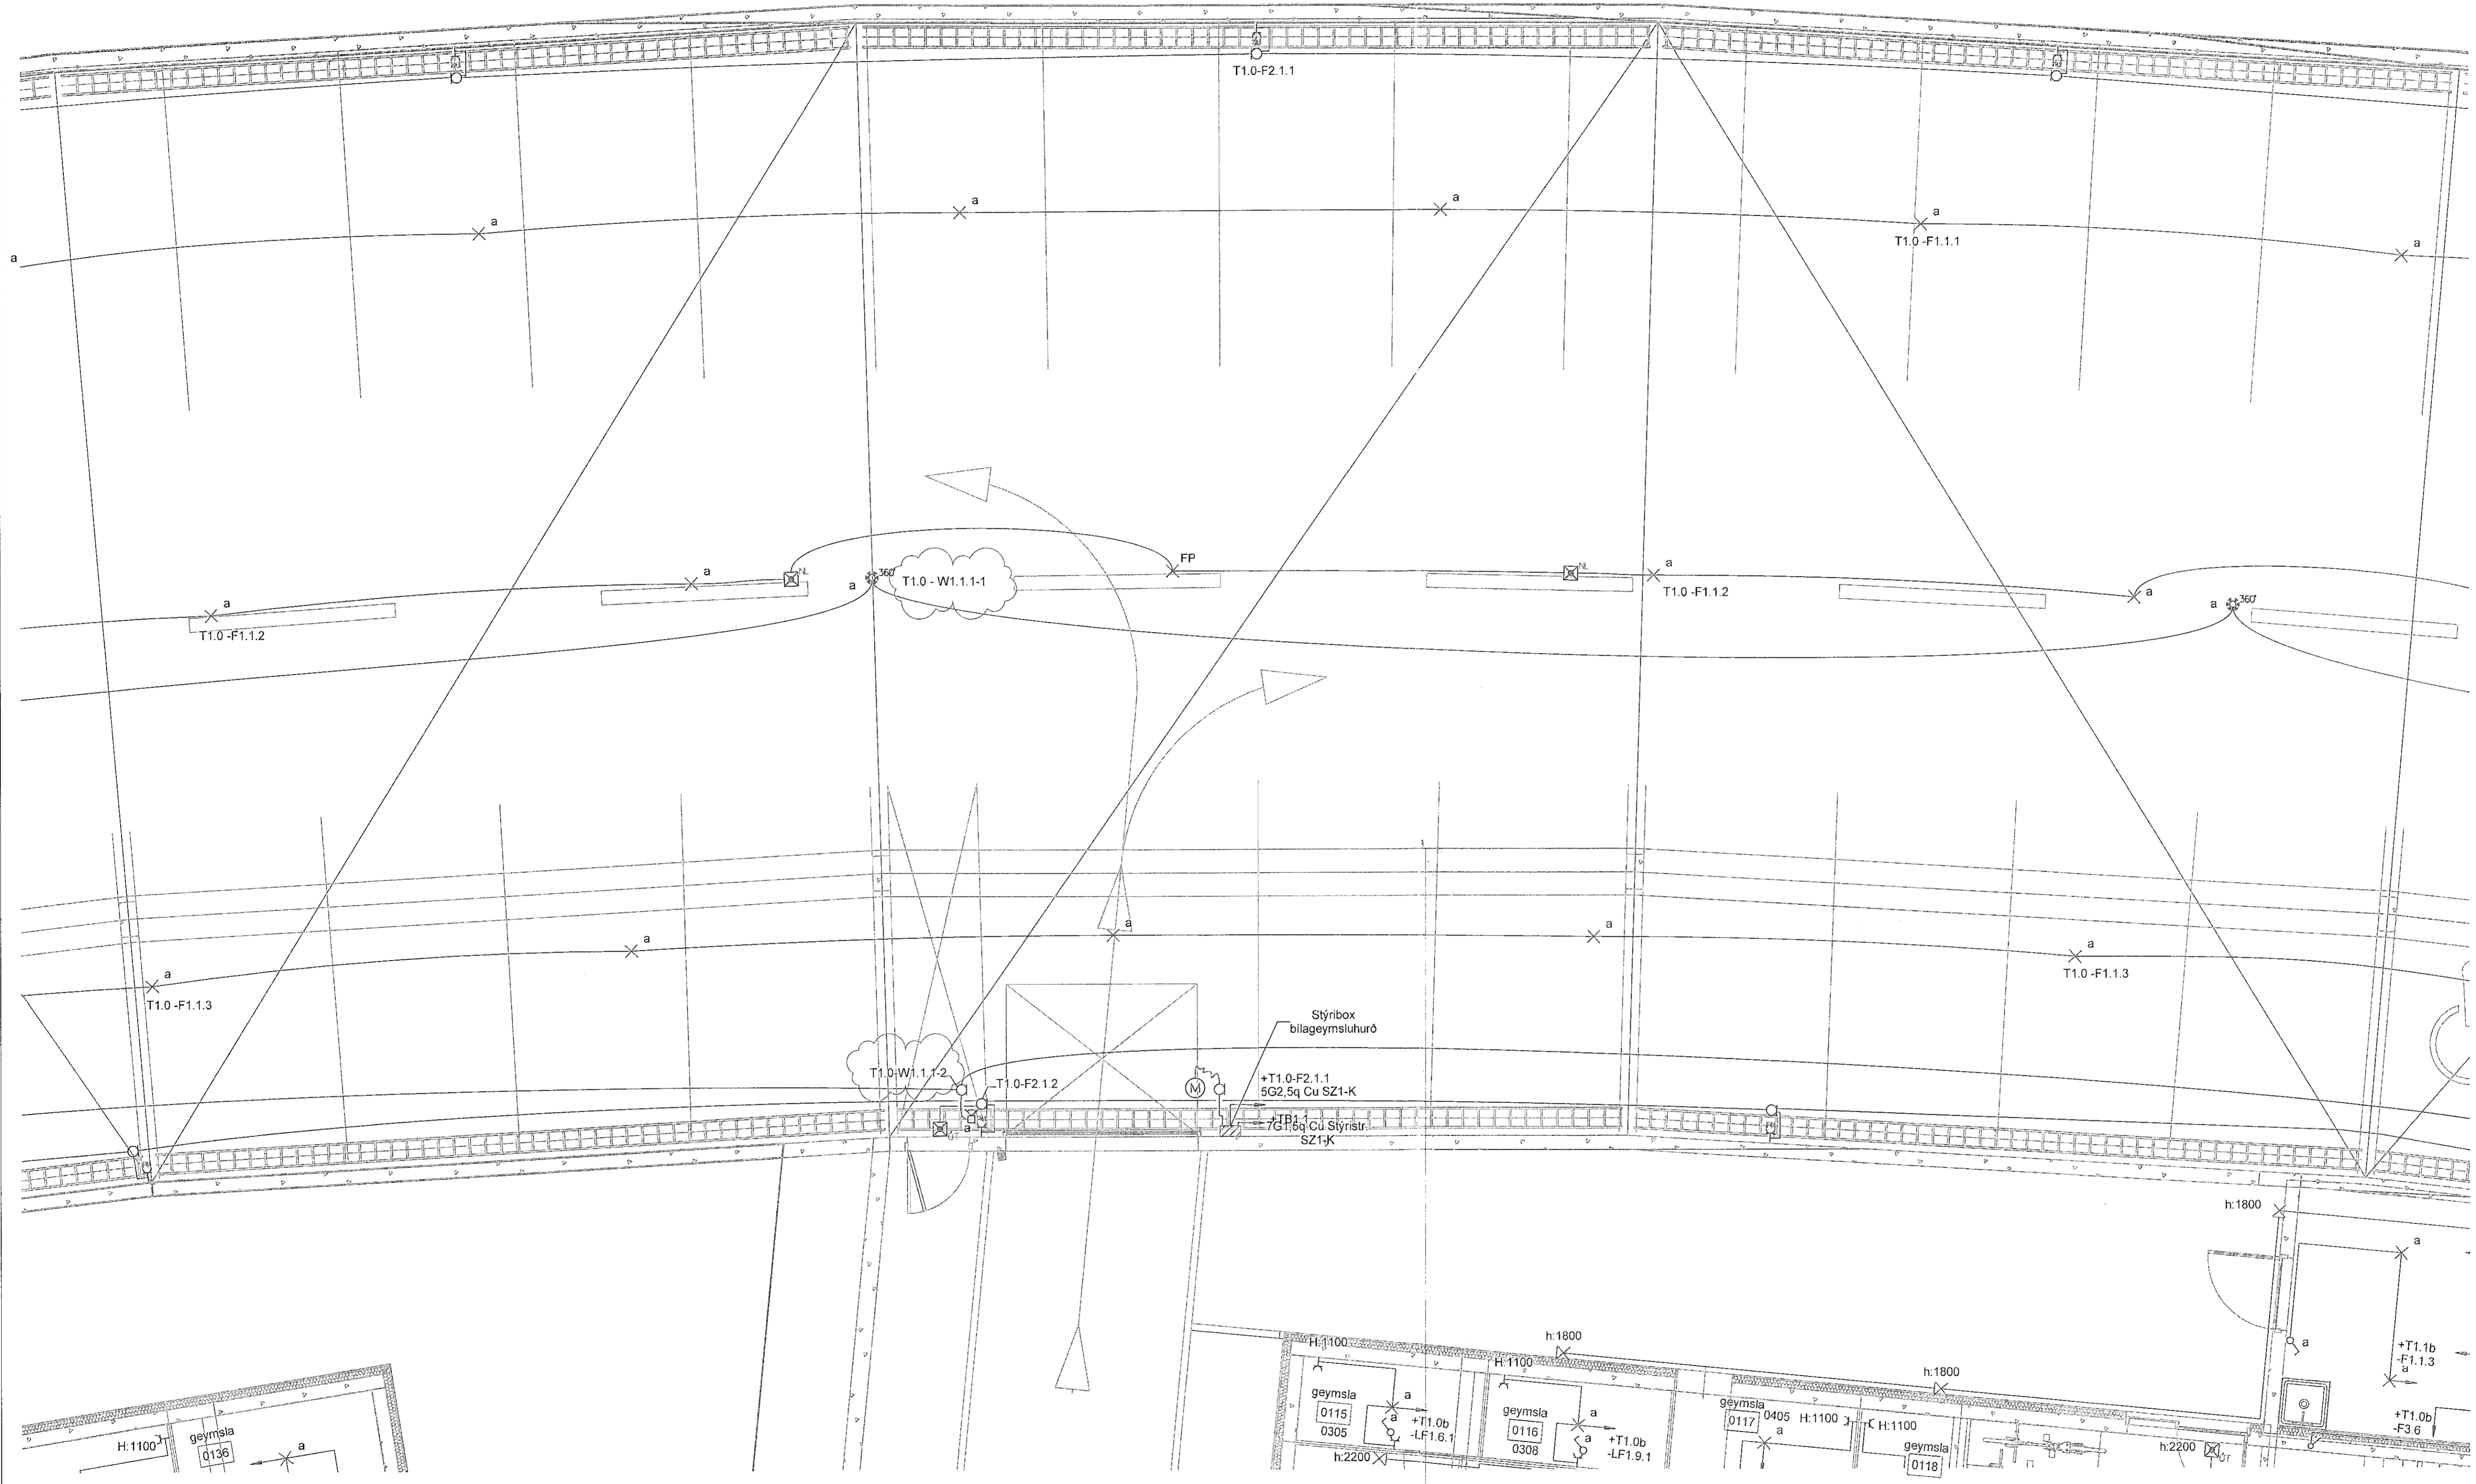 T1.0-F2.1.1
a
a
a
a
T1.0 -F1.1.1
a
a
FP
NL
NL
a
a
360°
a
T1.0 - W1.1.1-1
a
T1.0 -F1.1.2
a
360°
a
a
T1.0 -F1.1.2
a
a
a
a
T1.0 -F1.1.3
a
T1.0 -F1.1.3
Stýribox
bílageymsluhurð
T1.0-W1.1.1-2
T1.0-F2.1.2
M
+T1.0-F2.1.1
5G2,5q Cu SZ1-K
+TB1.1
7G1,5q Cu Stýristr.
SZ1-K
a
ÚT
h:1800
a
a
+T1.1b
-F1.1.3
a
H:1100
h:1800
H:1100
h:1800
geymsla
0115
0305
a
a
+T1.0b
-LF1.6.1
h:2200
geymsla
0116
0308
a
a
+T1.0b
-LF1.9.1
geymsla
0117
0405
H:1100
H:1100
a
geymsla
0118
+T1.0b
-F3.6
h:2200
ÚT
H:1100
geymsla
0136
a